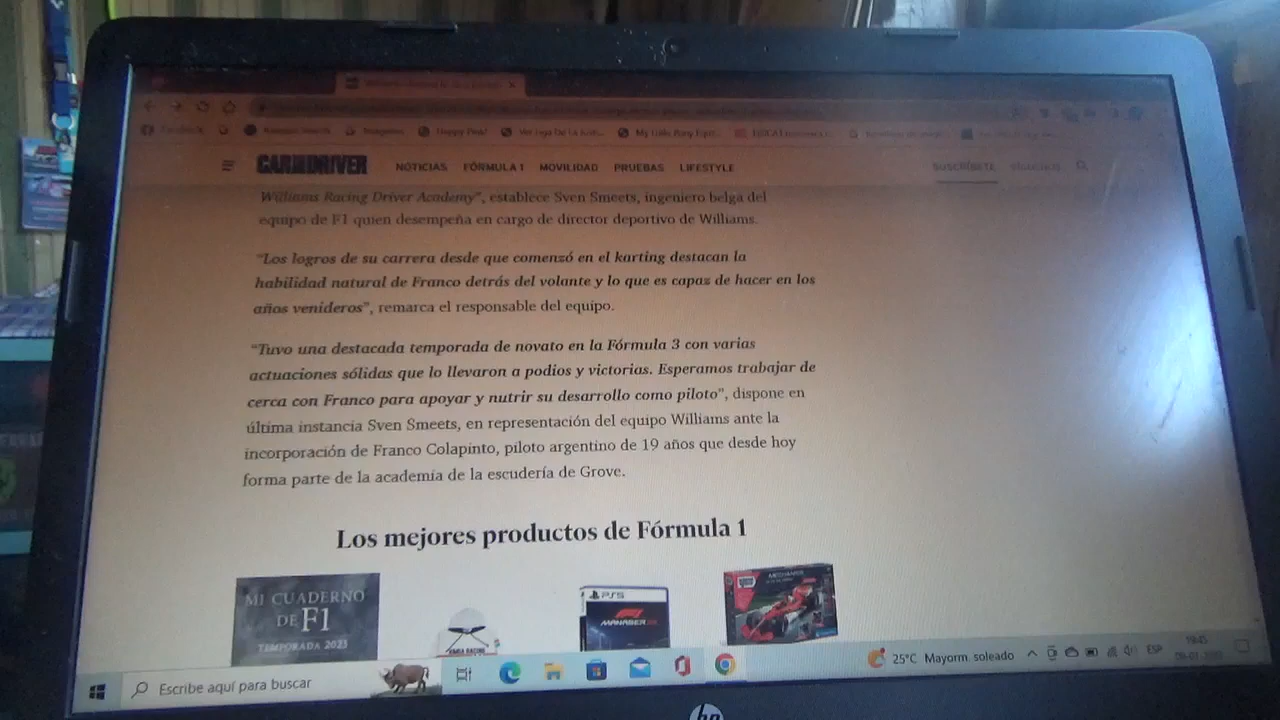 Facebook
Imágenes
CAR AND DRIVER
NOTICIAS FÓRMULA 1 MOVILIDAD PRUEBAS LIFESTYLE SUSCRÍBETE
Williams Racing Driver Academy", establece Sven Smeets, ingeniero belga del
equipo de F1 quien desempeña en cargo de director deportivo de Williams.
"Los logros de su carrera desde que comenzó en el karting destacan la
habilidad natural de Franco detrás del volante y lo que es capaz de hacer en los
años venideros", remarca el responsable del equipo.
"Tuvo una destacada temporada de novato en la Fórmula 3 con varias
actuaciones sólidas que lo llevaron a podios y victorias. Esperamos trabajar de
cerca con Franco para apoyar y nutrir su desarrollo como piloto", dispone en
última instancia Sven Smeets, en representación del equipo Williams ante la
incorporación de Franco Colapinto, piloto argentino de 19 años que desde hoy
forma parte de la academia de la escudería de Grove.
Los mejores productos de Fórmula 1
MI CUADERNO
DE F1
TEMPORADA 2023
PS5
F1
MANAGER
MECHANICS
Escribe aquí para buscar
25°C Mayorm. soleado
ESP
hp